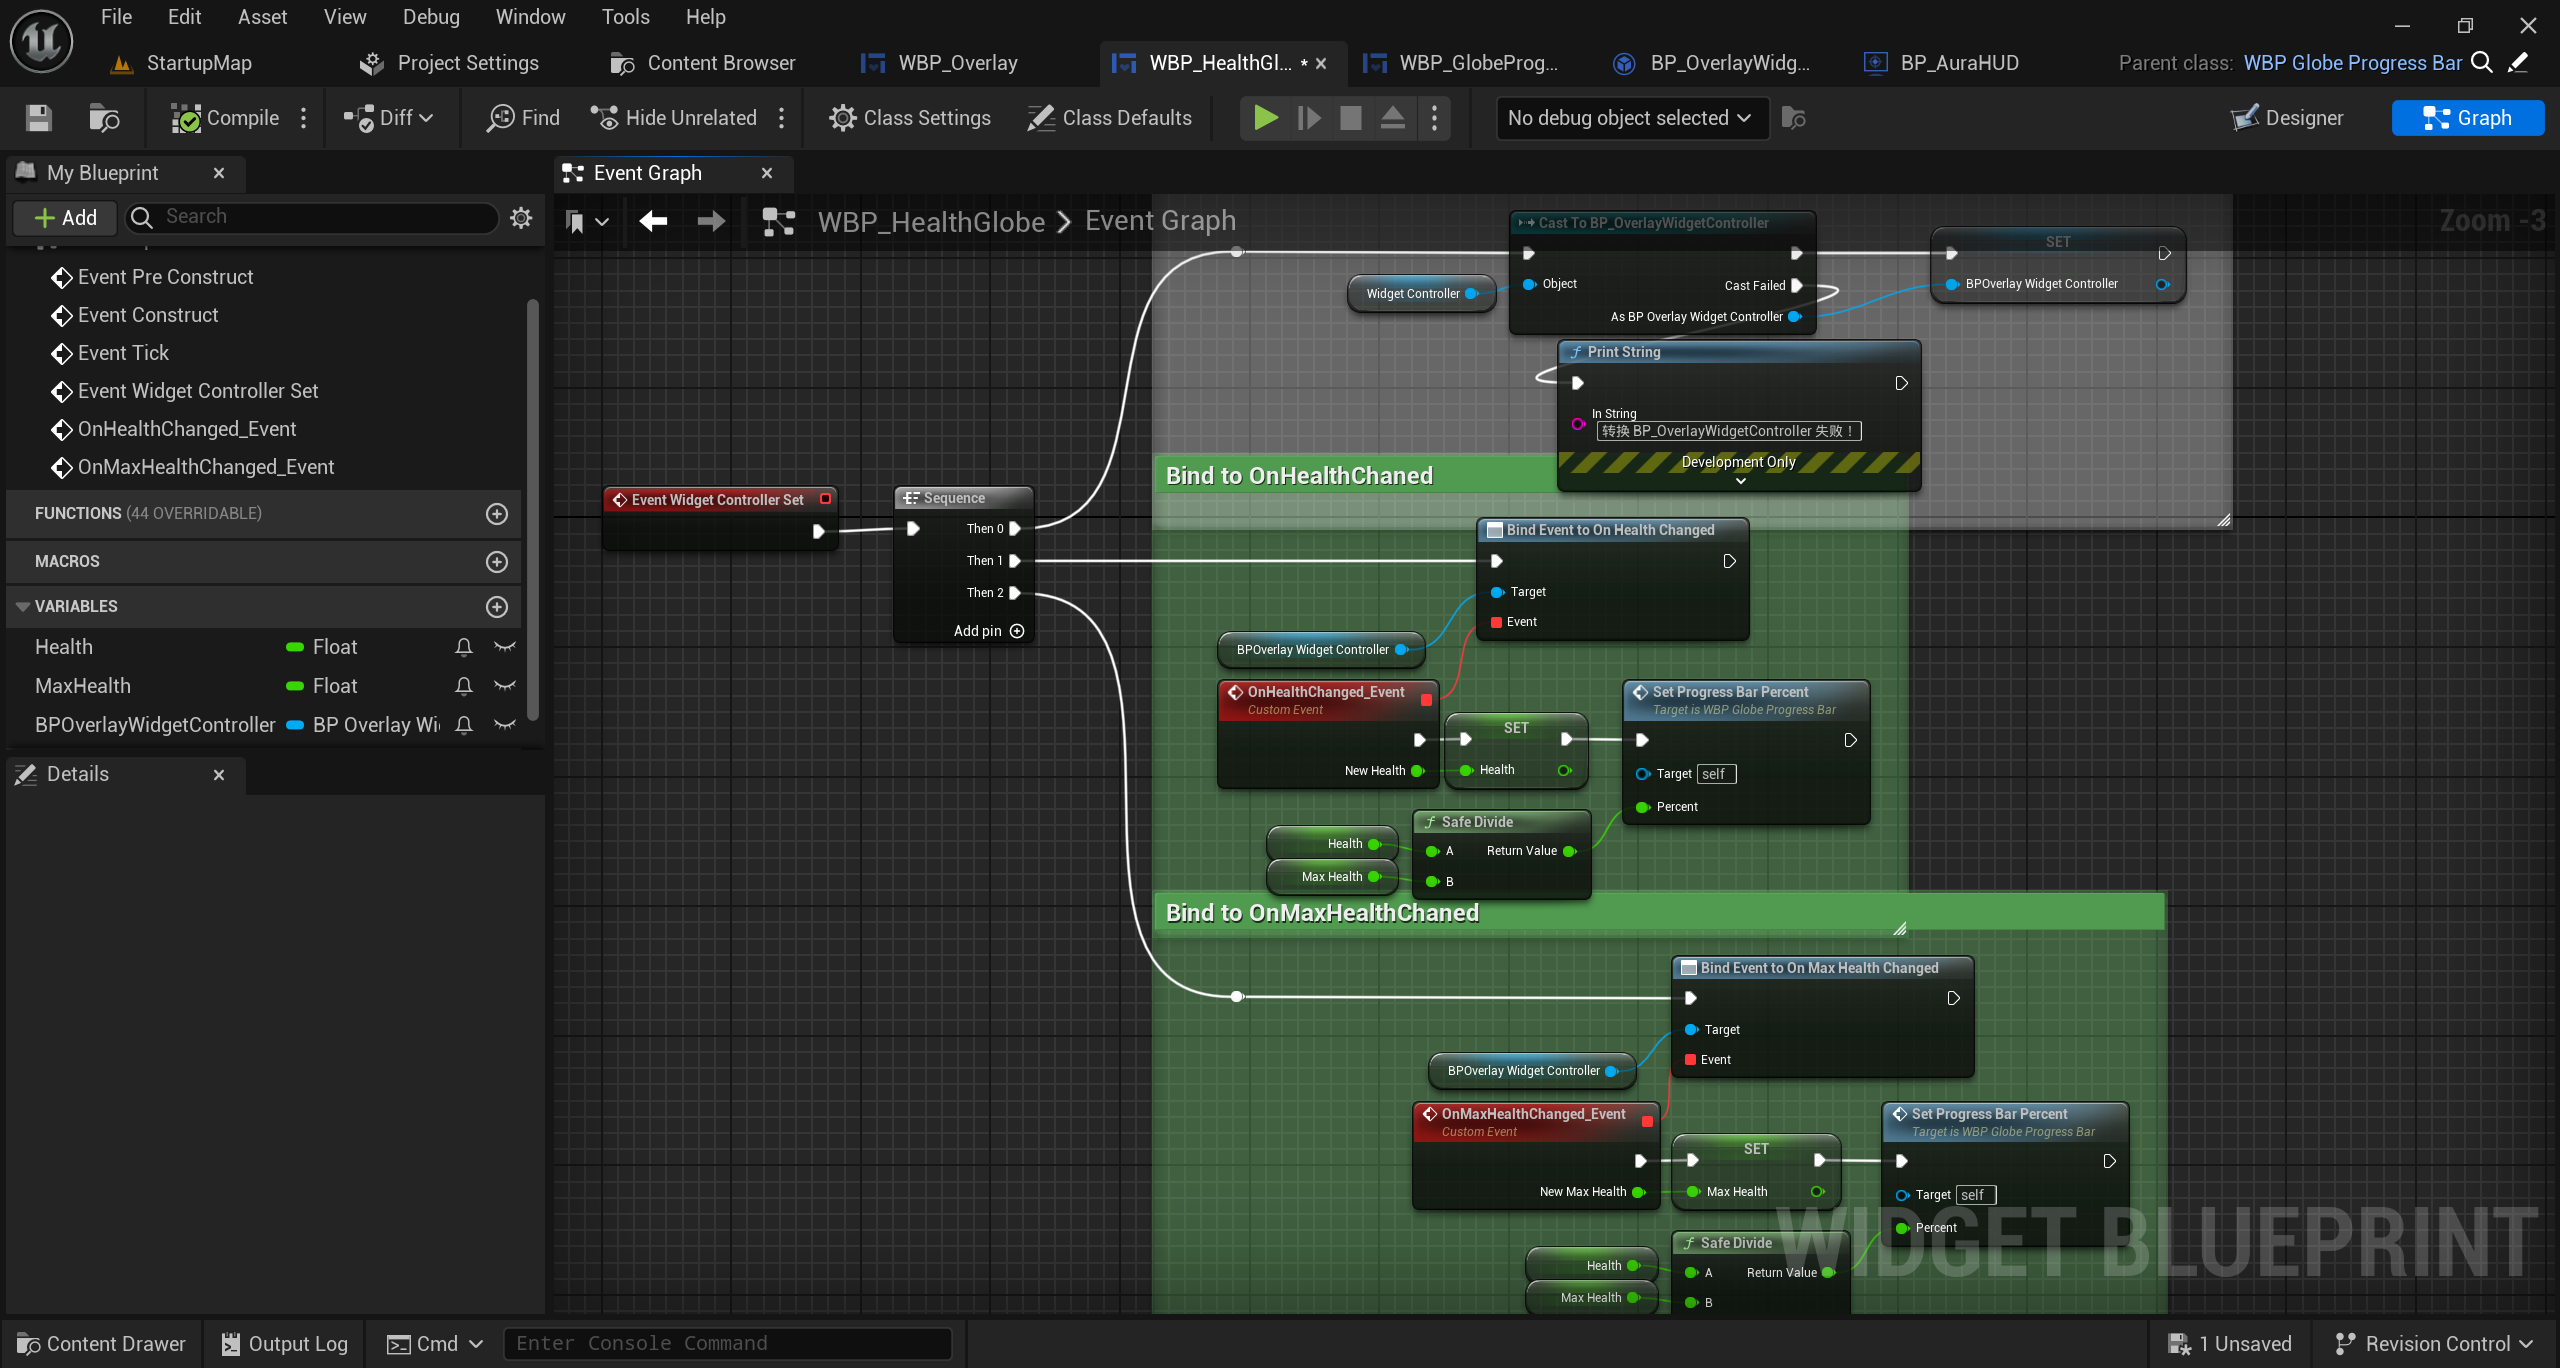 File Edit Asset View Debug Window Tools Help
StartupMap Project Settings Content Browser WBP_Overlay WBP_HealthGl... * WBP_GlobeProg... BP_OverlayWidg... BP_AuraHUD Parent class: WBP Globe Progress Bar
Compile Diff Find Hide Unrelated Class Settings Class Defaults No debug object selected Designer Graph
My Blueprint
Event Graph
Add Search
WBP_HealthGlobe > Event Graph
Zoom -3
Event Pre Construct
Event Construct
Event Tick
Event Widget Controller Set
OnHealthChanged_Event
OnMaxHealthChanged_Event
FUNCTIONS (44 OVERRIDABLE)
MACROS
VARIABLES
Health Float
MaxHealth Float
BPOverlayWidgetController BP Overlay Wi
Details
Cast To BP_OverlayWidgetController
Object
Cast Failed
As BP Overlay Widget Controller
Widget Controller
SET
BPOverlay Widget Controller
Print String
In String
转换 BP_OverlayWidgetController 失败！
Development Only
Event Widget Controller Set
Sequence
Then 0
Then 1
Then 2
Add pin
Bind to OnHealthChaned
Bind Event to On Health Changed
Target
Event
BPOverlay Widget Controller
OnHealthChanged_Event
Custom Event
New Health
SET
Health
Set Progress Bar Percent
Target is WBP Globe Progress Bar
Target self
Percent
Health
Max Health
Safe Divide
A Return Value
B
Bind to OnMaxHealthChaned
Bind Event to On Max Health Changed
Target
Event
BPOverlay Widget Controller
OnMaxHealthChanged_Event
Custom Event
New Max Health
SET
Max Health
Set Progress Bar Percent
Target is WBP Globe Progress Bar
Target self
Percent
Health
Max Health
Safe Divide
A Return Value
B
WIDGET BLUEPRINT
Content Drawer Output Log Cmd Enter Console Command 1 Unsaved Revision Control